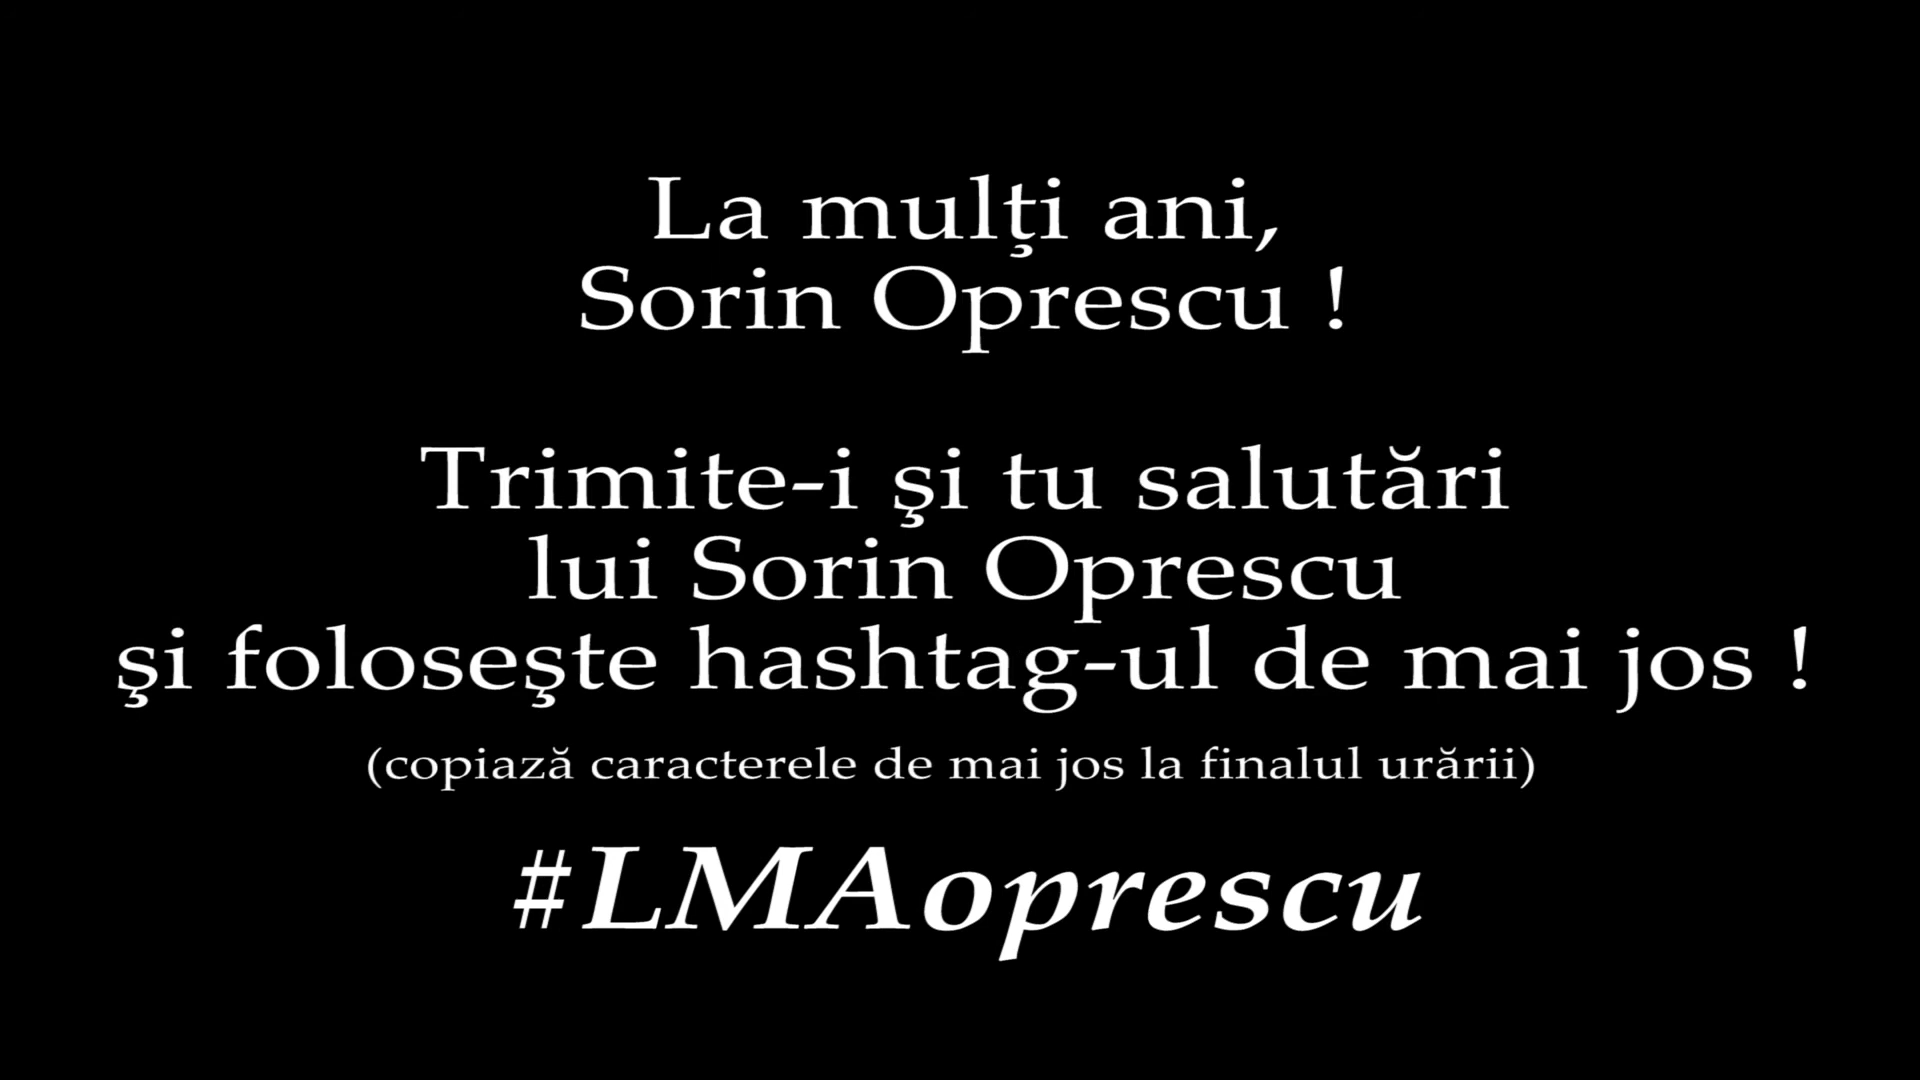 La mulţi ani,
Sorin Oprescu !
Trimite-i şi tu salutări
lui Sorin Oprescu
şi foloseşte hashtag-ul de mai jos !
(copiază caracterele de mai jos la finalul urării)
#LMAoprescu